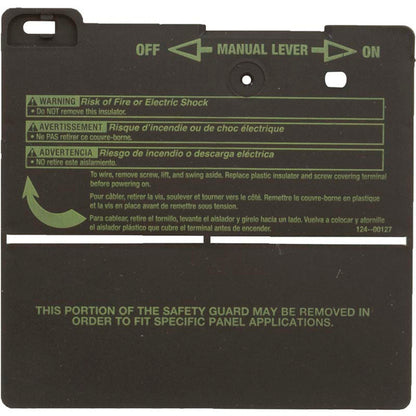 OFF MANUAL LEVER ON
WARNING Risk of Fire or Electric Shock
• Do NOT remove this insulator.
AVERTISSEMENT Risque d'incendie ou de choc électrique
• Ne PAS retirer ce couvre-borne.
ADVERTENCIA Riesgo de incendio o descarga eléctrica
• NO retire este aislamiento.
To wire, remove screw, lift, and swing aside. Replace plastic insulator and screw covering terminal
before powering on.
Pour câbler, retirer la vis, soulever et tourner vers le côté. Remettre le couvre-borne en plastique
et la vis en place avant de remettre sous tension.
Para cablear, retire el tornillo, levante el aislador y gírelo hacia un lado. Vuelva a colocar y atornille
el aislador plástico que cubre el terminal antes de encender.
124--00127
THIS PORTION OF THE SAFETY GUARD MAY BE REMOVED IN
ORDER TO FIT SPECIFIC PANEL APPLICATIONS.